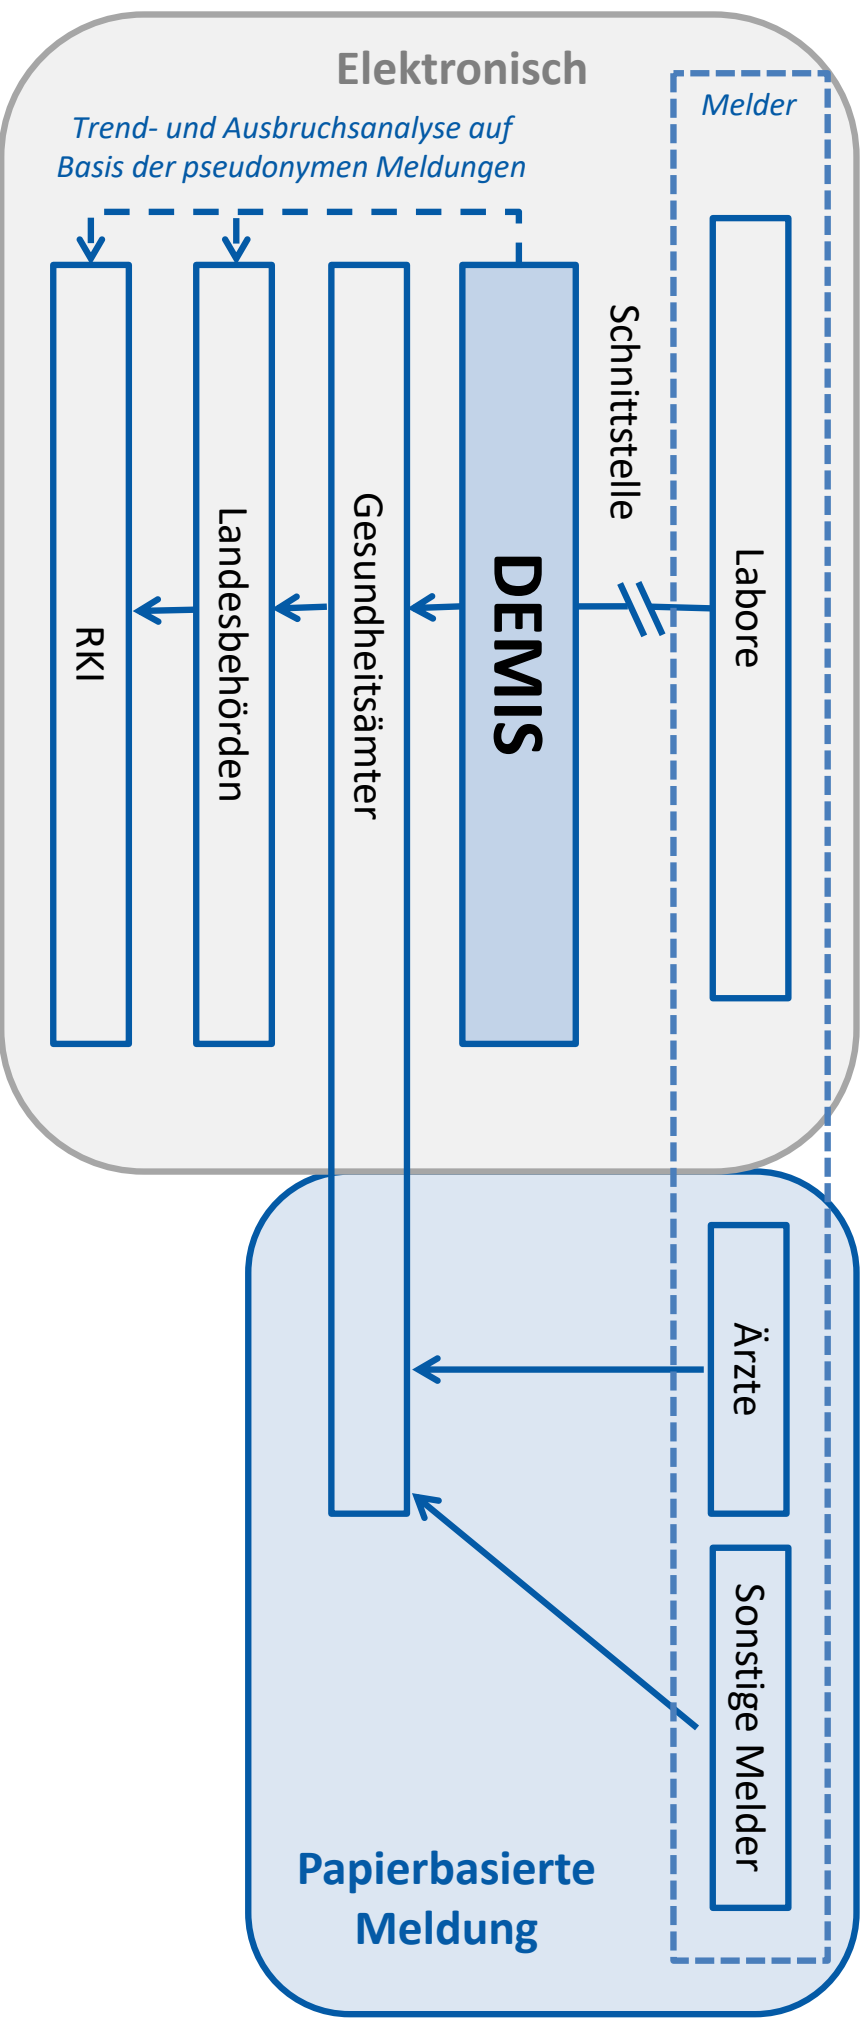 Elektronisch
Melder
Trend- und Ausbruchsanalyse auf
Basis der pseudonymen Meldungen
Labore
Schnittstelle
DEMIS
Gesundheitsämter
Landesbehörden
RKI
Ärzte
Sonstige Melder
Papierbasierte
Meldung